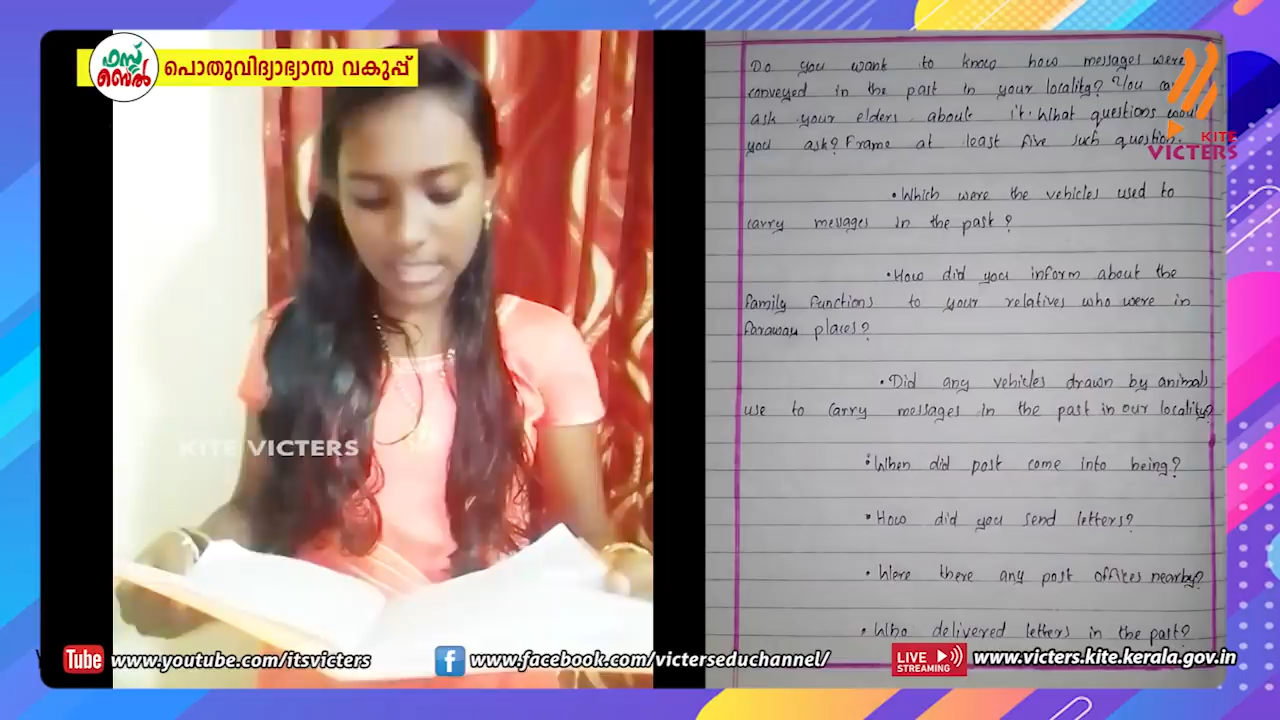 ഫസ്റ്റ്
ബെൽ
പൊതുവിദ്യാഭ്യാസ വകുപ്പ്
KITE
VICTERS
KITE VICTERS
Do you want to know how messages were
conveyed in the past in your locality? You
ask your elders about it. What questions
you ask? Frame at least five such question.
•Which were the vehicles used to
carry messages in the past?
•How did you inform about the
family functions to your relatives who were in
faraway places?
•Did any vehicles drawn by animals
use to carry messages in the past in our locality?
•When did post come into being?
•How did you send letters?
•Were there any post offices nearby?
•Who delivered letters in the past?
Tube www.youtube.com/itsvicters
f www.facebook.com/victerseduchannel/
LIVE
STREAMING
www.victers.kite.kerala.gov.in